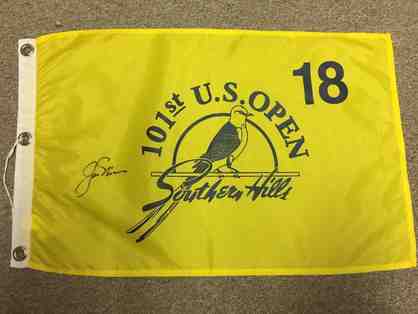 18
101st U.S. OPEN
Southern Hills